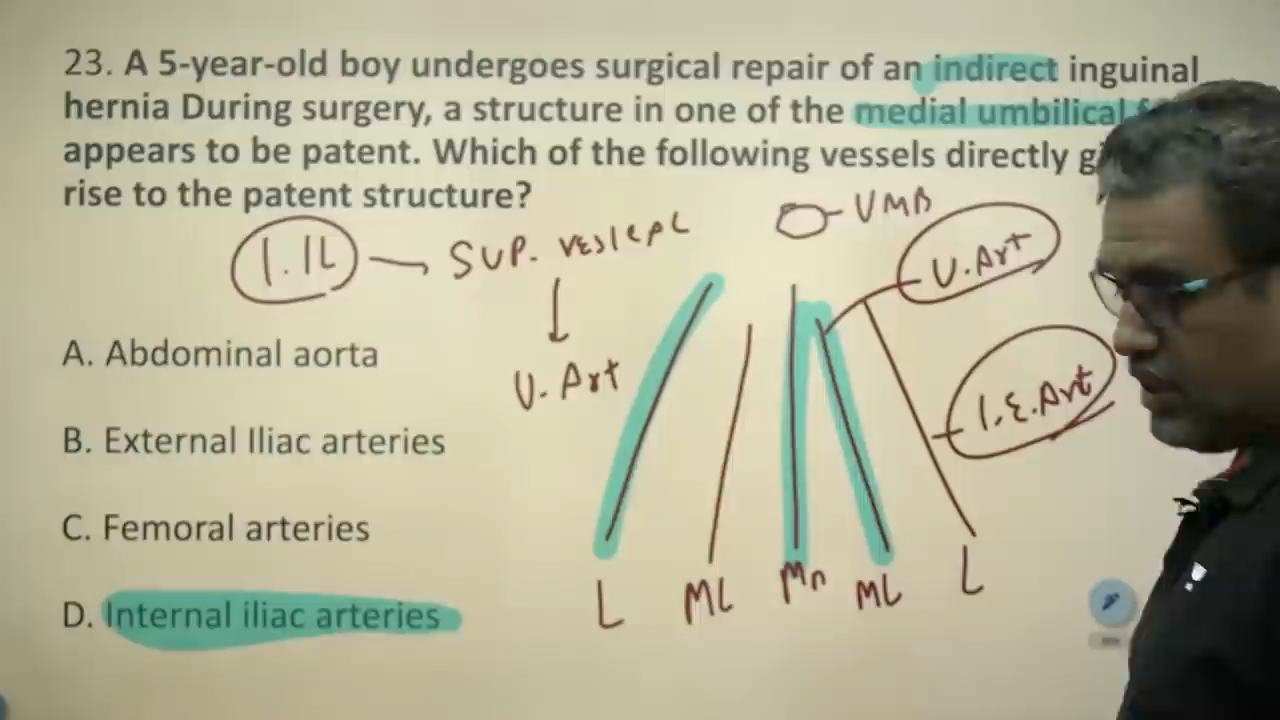 23. A 5-year-old boy undergoes surgical repair of an indirect inguinal
hernia During surgery, a structure in one of the medial umbilical
appears to be patent. Which of the following vessels directly
rise to the patent structure?
UMB
I.IL
SUP. vesical
U. Art
U. Art
I.E. Art
A. Abdominal aorta
B. External Iliac arteries
C. Femoral arteries
D. Internal iliac arteries
L ML Mn ML L